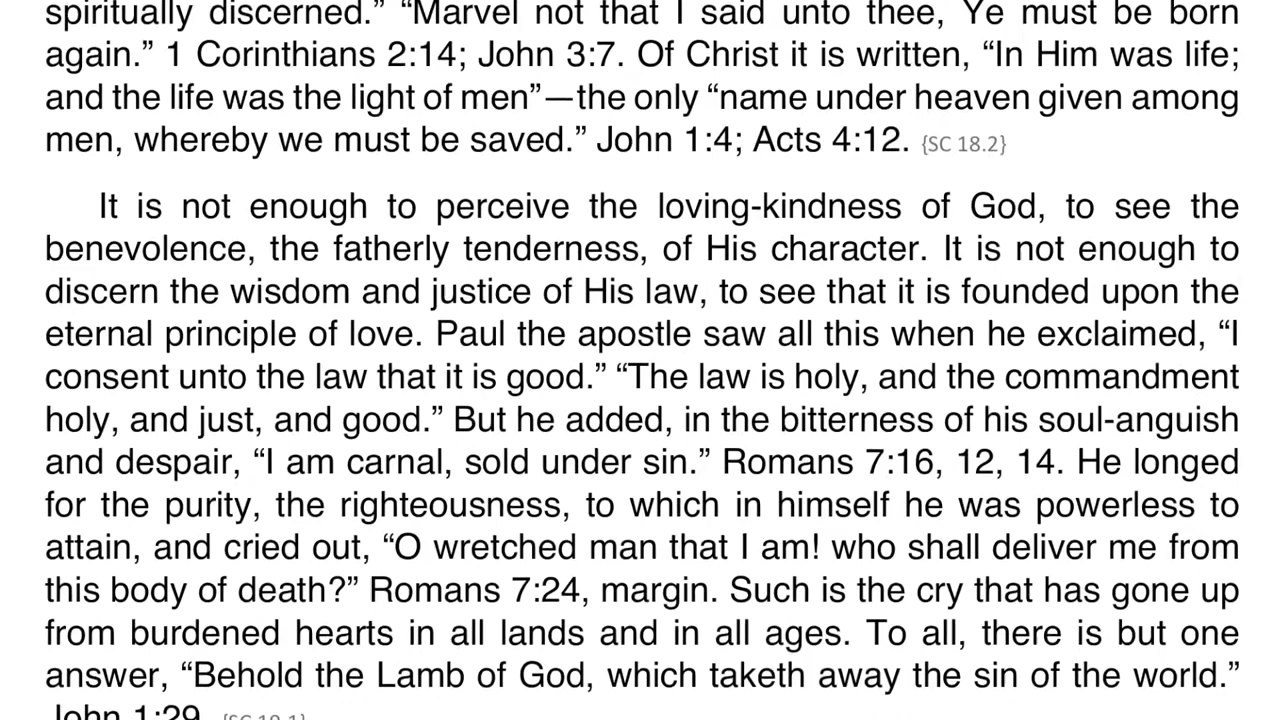 spiritually discerned.” “Marvel not that I said unto thee, Ye must be born
again.” 1 Corinthians 2:14; John 3:7. Of Christ it is written, “In Him was life;
and the life was the light of men”—the only “name under heaven given among
men, whereby we must be saved.” John 1:4; Acts 4:12. {SC 18.2}
It is not enough to perceive the loving-kindness of God, to see the
benevolence, the fatherly tenderness, of His character. It is not enough to
discern the wisdom and justice of His law, to see that it is founded upon the
eternal principle of love. Paul the apostle saw all this when he exclaimed, “I
consent unto the law that it is good.” “The law is holy, and the commandment
holy, and just, and good.” But he added, in the bitterness of his soul-anguish
and despair, “I am carnal, sold under sin.” Romans 7:16, 12, 14. He longed
for the purity, the righteousness, to which in himself he was powerless to
attain, and cried out, “O wretched man that I am! who shall deliver me from
this body of death?” Romans 7:24, margin. Such is the cry that has gone up
from burdened hearts in all lands and in all ages. To all, there is but one
answer, “Behold the Lamb of God, which taketh away the sin of the world.”
John 1:29. {SC 19.1}